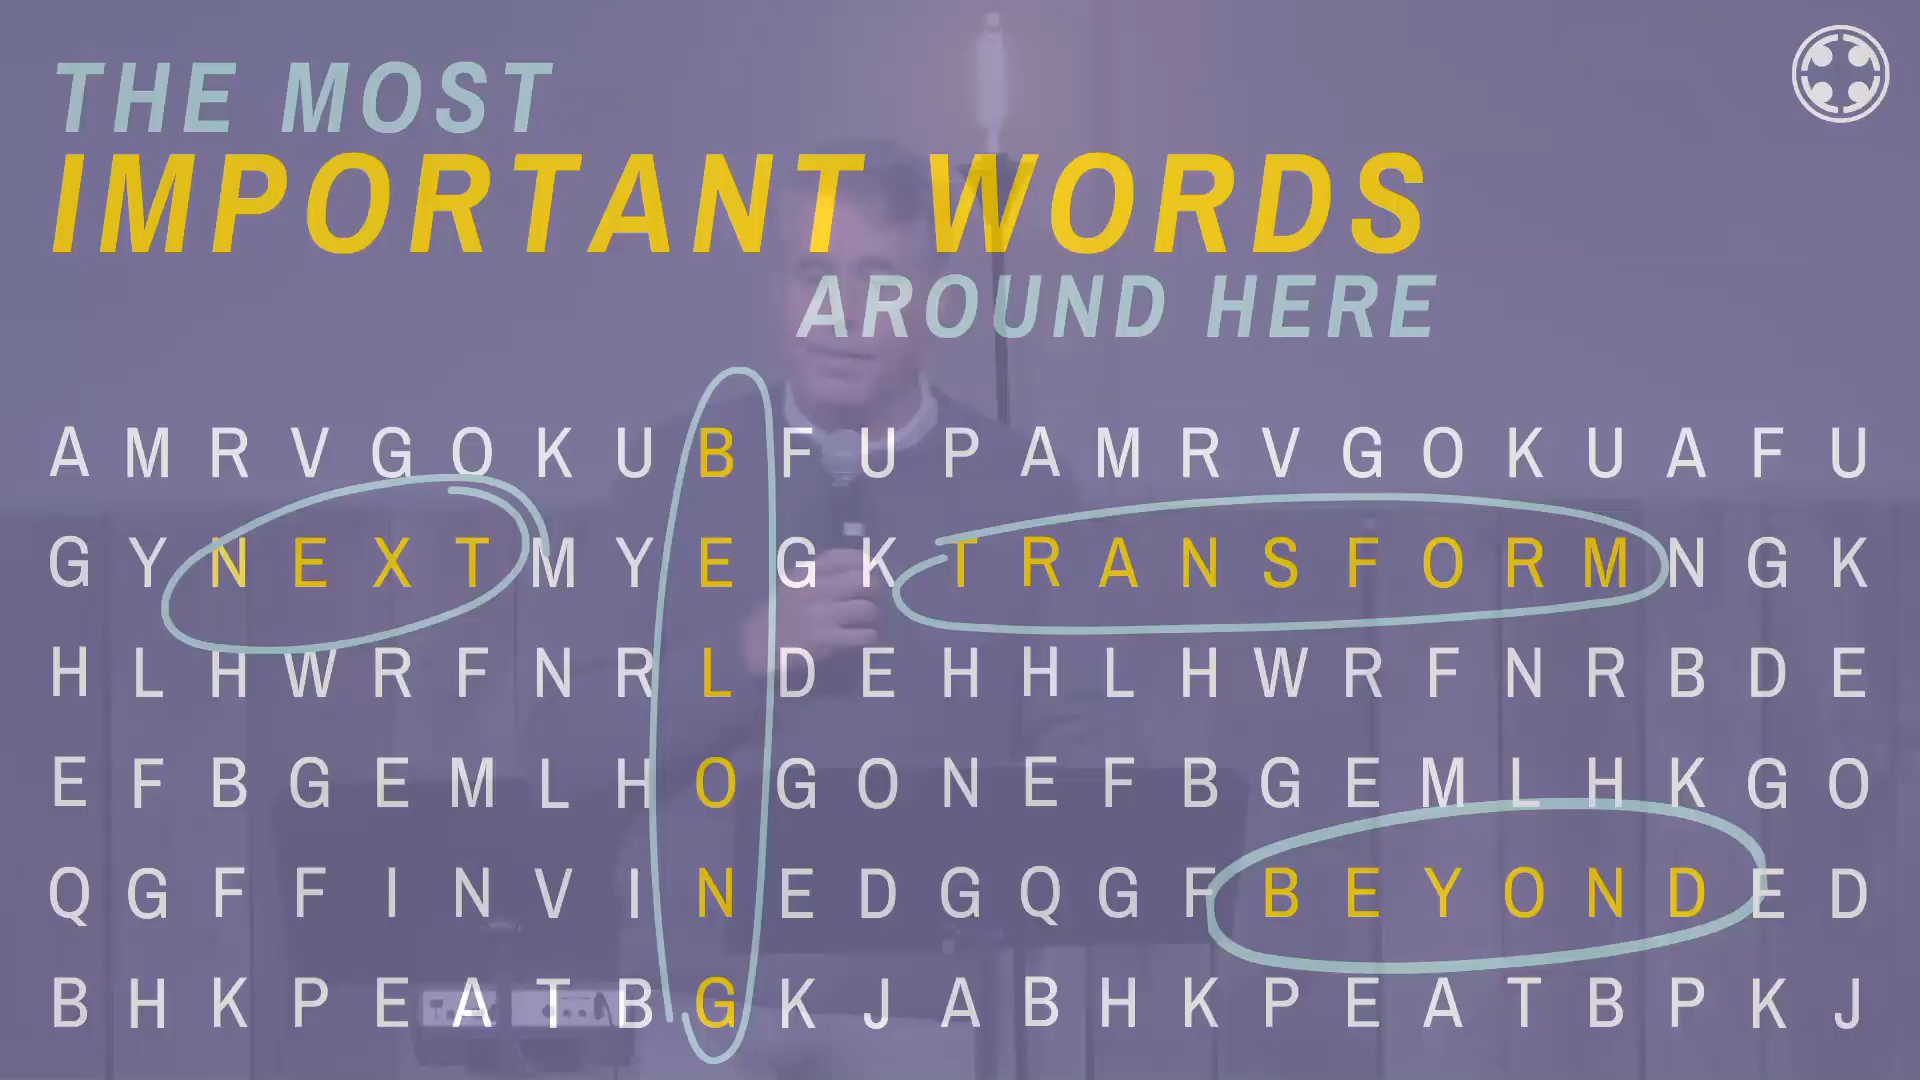 THE MOST
IMPORTANT WORDS
AROUND HERE
A M R V G O K U B F U P A M R V G O K U A F U
G Y N E X T M Y E G K T R A N S F O R M N G K
H L H W R F N R L D E H H L H W R F N R B D E
E F B G E M L H O G O N E F B G E M L H K G O
Q G F F I N V I N E D G Q G F B E Y O N D E D
B H K P E A T B G K J A B H K P E A T B P K J